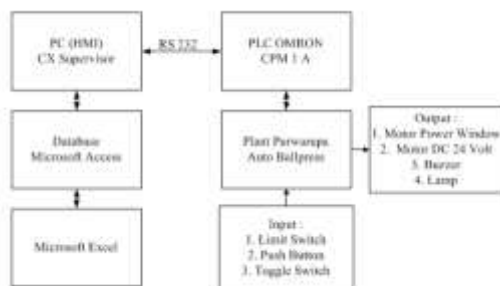 PC (HMI)
CX Supervisor
RS 232
PLC OMRON
CPM 1 A
Database
Microsoft Access
Plant Purwarupa
Auto Ballpress
Output :
1. Motor Power Window
2. Motor DC 24 Volt
3. Buzzer
4. Lamp
Microsoft Excel
Input :
1. Limit Switch
2. Push Button
3. Toggle Switch